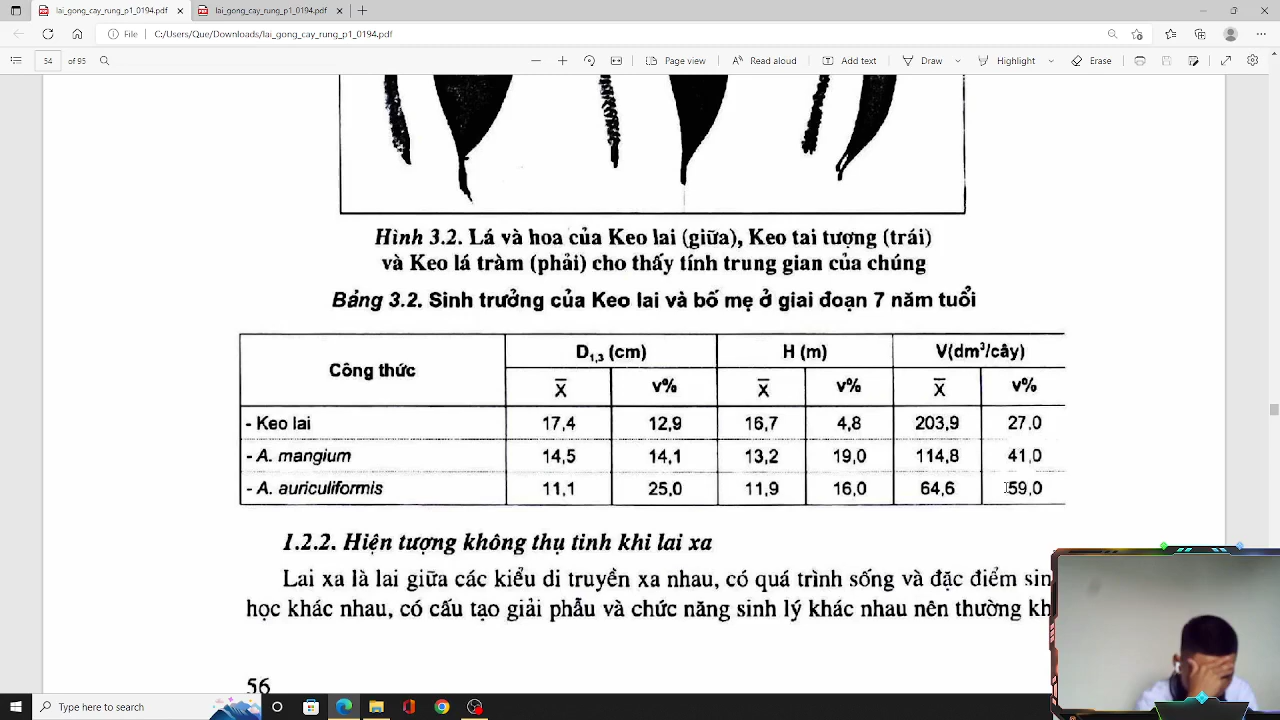 lai_gong_cay_rung_p1_0194.pdf
lai_gong_cay_rung_p1_0194.pdf
File C:/Users/Que/Downloads/lai_gong_cay_rung_p1_0194.pdf
54 of 95 Page view Read aloud Add text Draw Highlight Erase
Hình 3.2. Lá và hoa của Keo lai (giữa), Keo tai tượng (trái)
và Keo lá tràm (phải) cho thấy tính trung gian của chúng
Bảng 3.2. Sinh trưởng của Keo lai và bố mẹ ở giai đoạn 7 năm tuổi
Công thức D1,3 (cm) H (m) V(dm³/cây)
X̄ v% X̄ v% X̄ v%
- Keo lai 17,4 12,9 16,7 4,8 203,9 27,0
- A. mangium 14,5 14,1 13,2 19,0 114,8 41,0
- A. auriculiformis 11,1 25,0 11,9 16,0 64,6 59,0
1.2.2. Hiện tượng không thụ tinh khi lai xa
Lai xa là lai giữa các kiểu di truyền xa nhau, có quá trình sống và đặc điểm sin
học khác nhau, có cấu tạo giải phẫu và chức năng sinh lý khác nhau nên thường kh
56
Type here to search